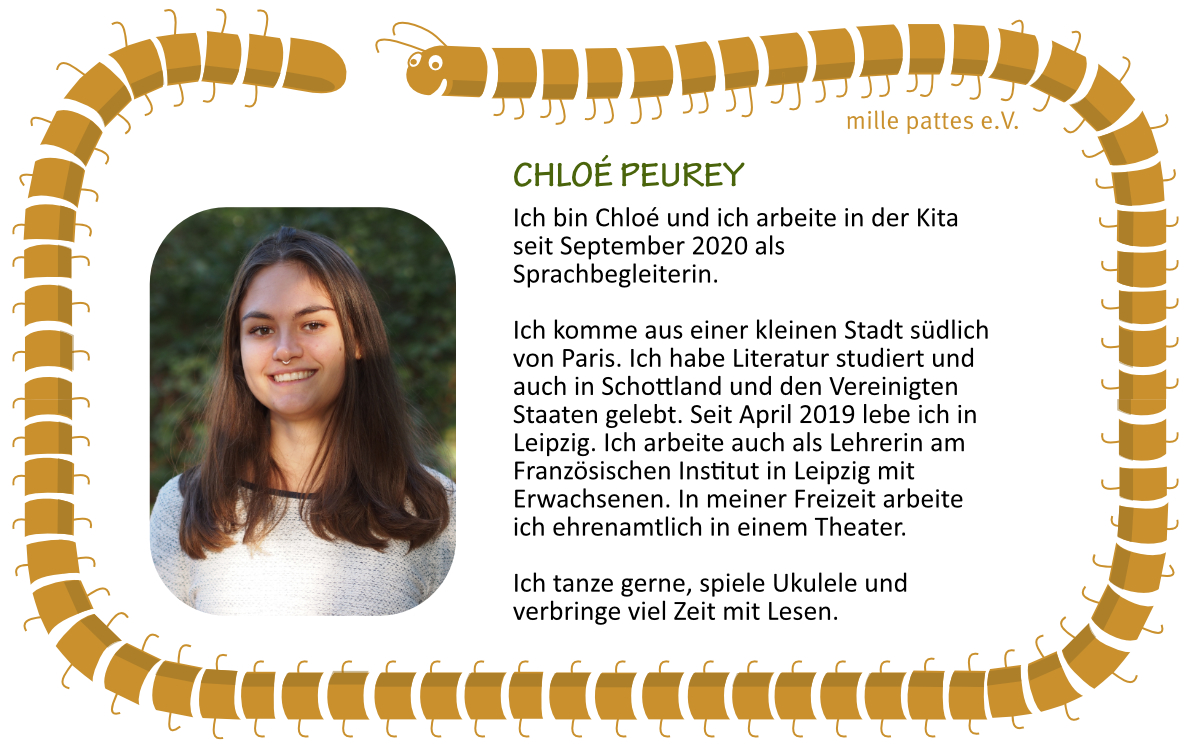 mille pattes e.V.
CHLOÉ PEUREY
Ich bin Chloé und ich arbeite in der Kita
seit September 2020 als
Sprachbegleiterin.
Ich komme aus einer kleinen Stadt südlich
von Paris. Ich habe Literatur studiert und
auch in Schottland und den Vereinigten
Staaten gelebt. Seit April 2019 lebe ich in
Leipzig. Ich arbeite auch als Lehrerin am
Französischen Institut in Leipzig mit
Erwachsenen. In meiner Freizeit arbeite
ich ehrenamtlich in einem Theater.
Ich tanze gerne, spiele Ukulele und
verbringe viel Zeit mit Lesen.